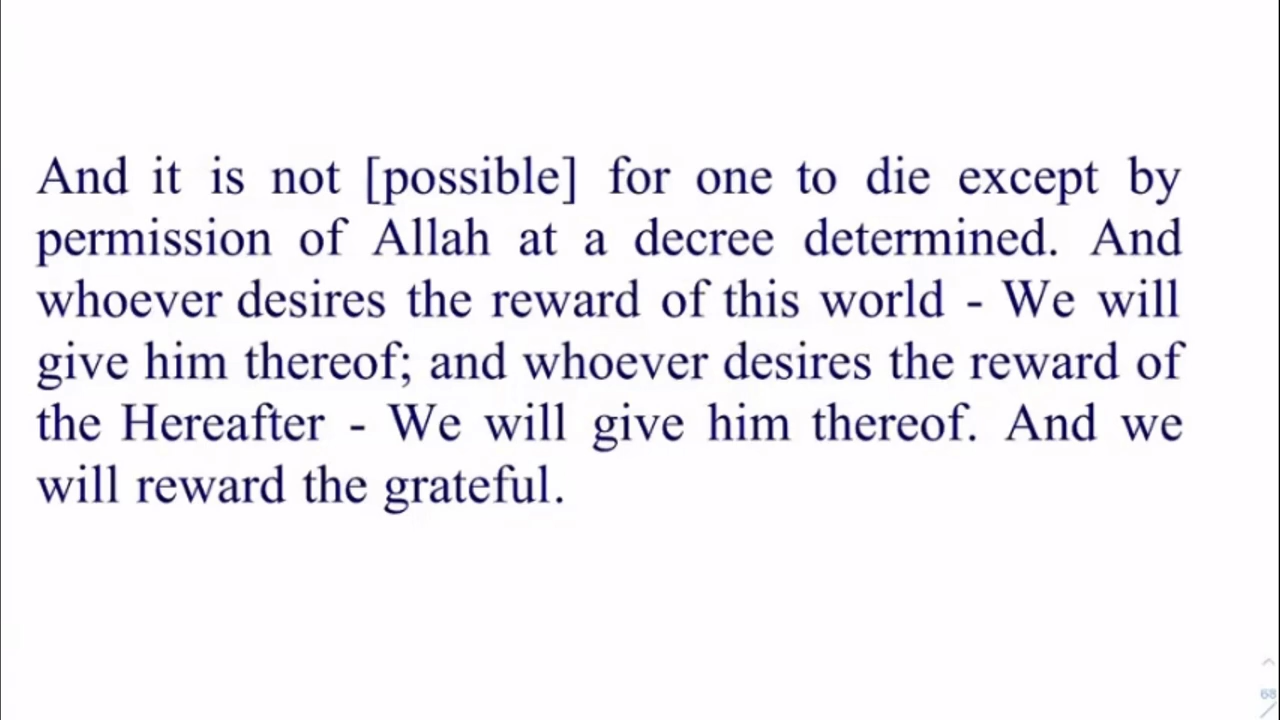 And it is not [possible] for one to die except by
permission of Allah at a decree determined. And
whoever desires the reward of this world - We will
give him thereof; and whoever desires the reward of
the Hereafter - We will give him thereof. And we
will reward the grateful.
68